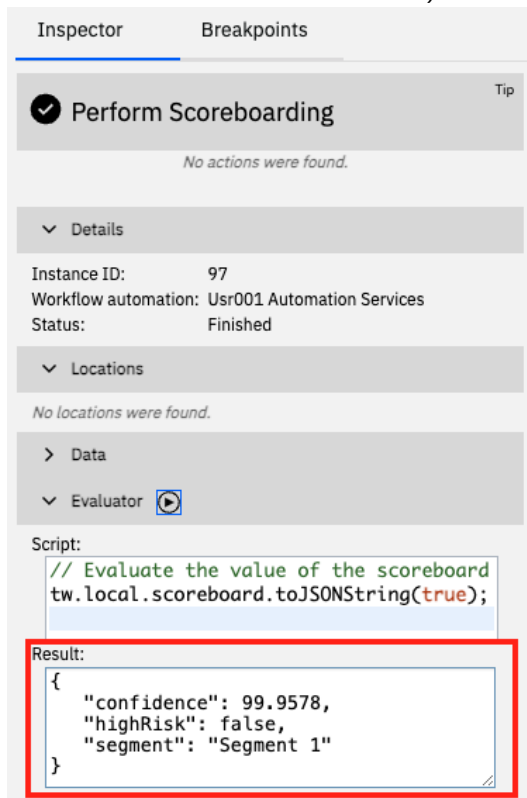 Inspector Breakpoints
Tip
Perform Scoreboarding
No actions were found.
Details
Instance ID: 97
Workflow automation: Usr001 Automation Services
Status: Finished
Locations
No locations were found.
Data
Evaluator
Script:
// Evaluate the value of the scoreboard
tw.local.scoreboard.toJSONString(true);
Result:
{
"confidence": 99.9578,
"highRisk": false,
"segment": "Segment 1"
}